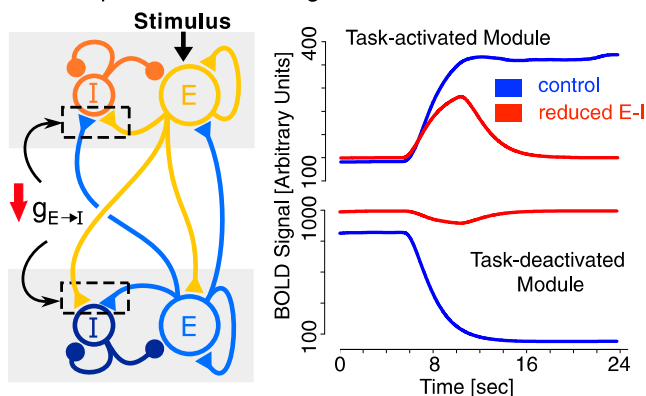 Stimulus
I
E
g E→I
I
E
BOLD Signal [Arbitrary Units]
400
100
Task-activated Module
control
reduced E-I
1000
100
Task-deactivated
Module
0
8
16
24
Time [sec]